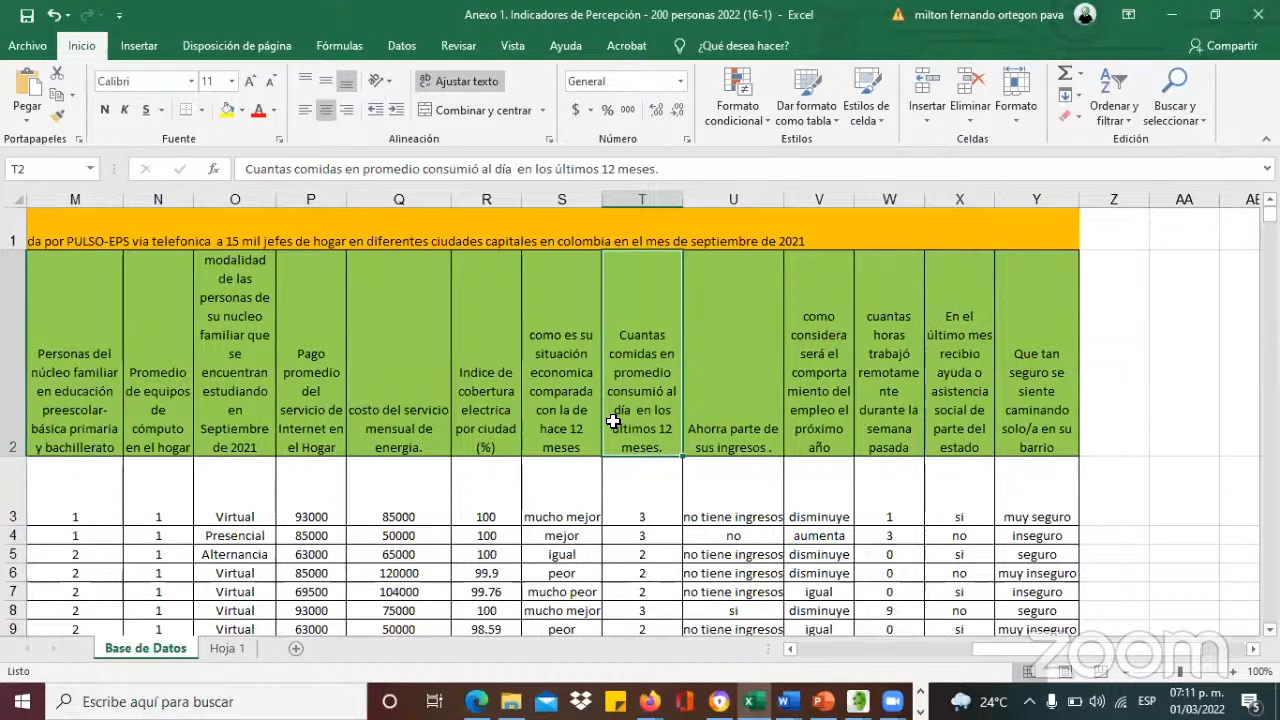 Anexo 1. Indicadores de Percepción - 200 personas 2022 (16-1) - Excel
milton fernando ortegon pava
Archivo Inicio Insertar Disposición de página Fórmulas Datos Revisar Vista Ayuda Acrobat ¿Qué desea hacer? Compartir
Pegar
Calibri 11
N K S
Ajustar texto
Combinar y centrar
General
$ % 000
Formato condicional
Dar formato como tabla
Estilos de celda
Insertar Eliminar Formato
Ordenar y filtrar
Buscar y seleccionar
Portapapeles Fuente Alineación Número Estilos Celdas Edición
T2 fx Cuantas comidas en promedio consumió al día en los últimos 12 meses.
M N O P Q R S T U V W X Y Z AA AE
1 da por PULSO-EPS via telefonica a 15 mil jefes de hogar en diferentes ciudades capitales en colombia en el mes de septiembre de 2021
2
Personas del
núcleo familiar
en educación
preescolar-
básica primaria
y bachillerato
Promedio
de equipos
de
cómputo
en el hogar
modalidad
de las
personas de
su nucleo
familiar que
se
encuentran
estudiando
en
Septiembre
de 2021
Pago
promedio
del
servicio de
Internet en
el Hogar
costo del servicio
mensual de
energia.
Indice de
cobertura
electrica
por ciudad
(%)
como es su
situación
economica
comparada
con la de
hace 12
meses
Cuantas
comidas en
promedio
consumió al
día en los
últimos 12
meses.
Ahorra parte de
sus ingresos .
como
considera
será el
comporta
miento del
empleo el
próximo
año
cuantas
horas
trabajó
remotame
nte
durante la
semana
pasada
En el
último mes
recibio
ayuda o
asistencia
social de
parte del
estado
Que tan
seguro se
siente
caminando
solo/a en su
barrio
3 1 1 Virtual 93000 85000 100 mucho mejor 3 no tiene ingresos disminuye 1 si muy seguro
4 1 1 Presencial 85000 50000 100 mejor 3 no aumenta 3 no inseguro
5 2 1 Alternancia 63000 65000 100 igual 2 no tiene ingresos disminuye 0 si seguro
6 2 1 Virtual 85000 120000 99.9 peor 2 no tiene ingresos disminuye 0 no muy inseguro
7 2 1 Virtual 69500 104000 99.76 mucho peor 2 no tiene ingresos igual 0 si inseguro
8 2 1 Virtual 93000 75000 100 mucho mejor 3 si disminuye 9 no seguro
9 2 1 Virtual 63000 50000 98.59 peor 2 no tiene ingresos igual 0 si muy inseguro
Base de Datos Hoja 1
Listo 100%
zoom
Escribe aquí para buscar
24°C ESP 07:11 p. m.
01/03/2022 5